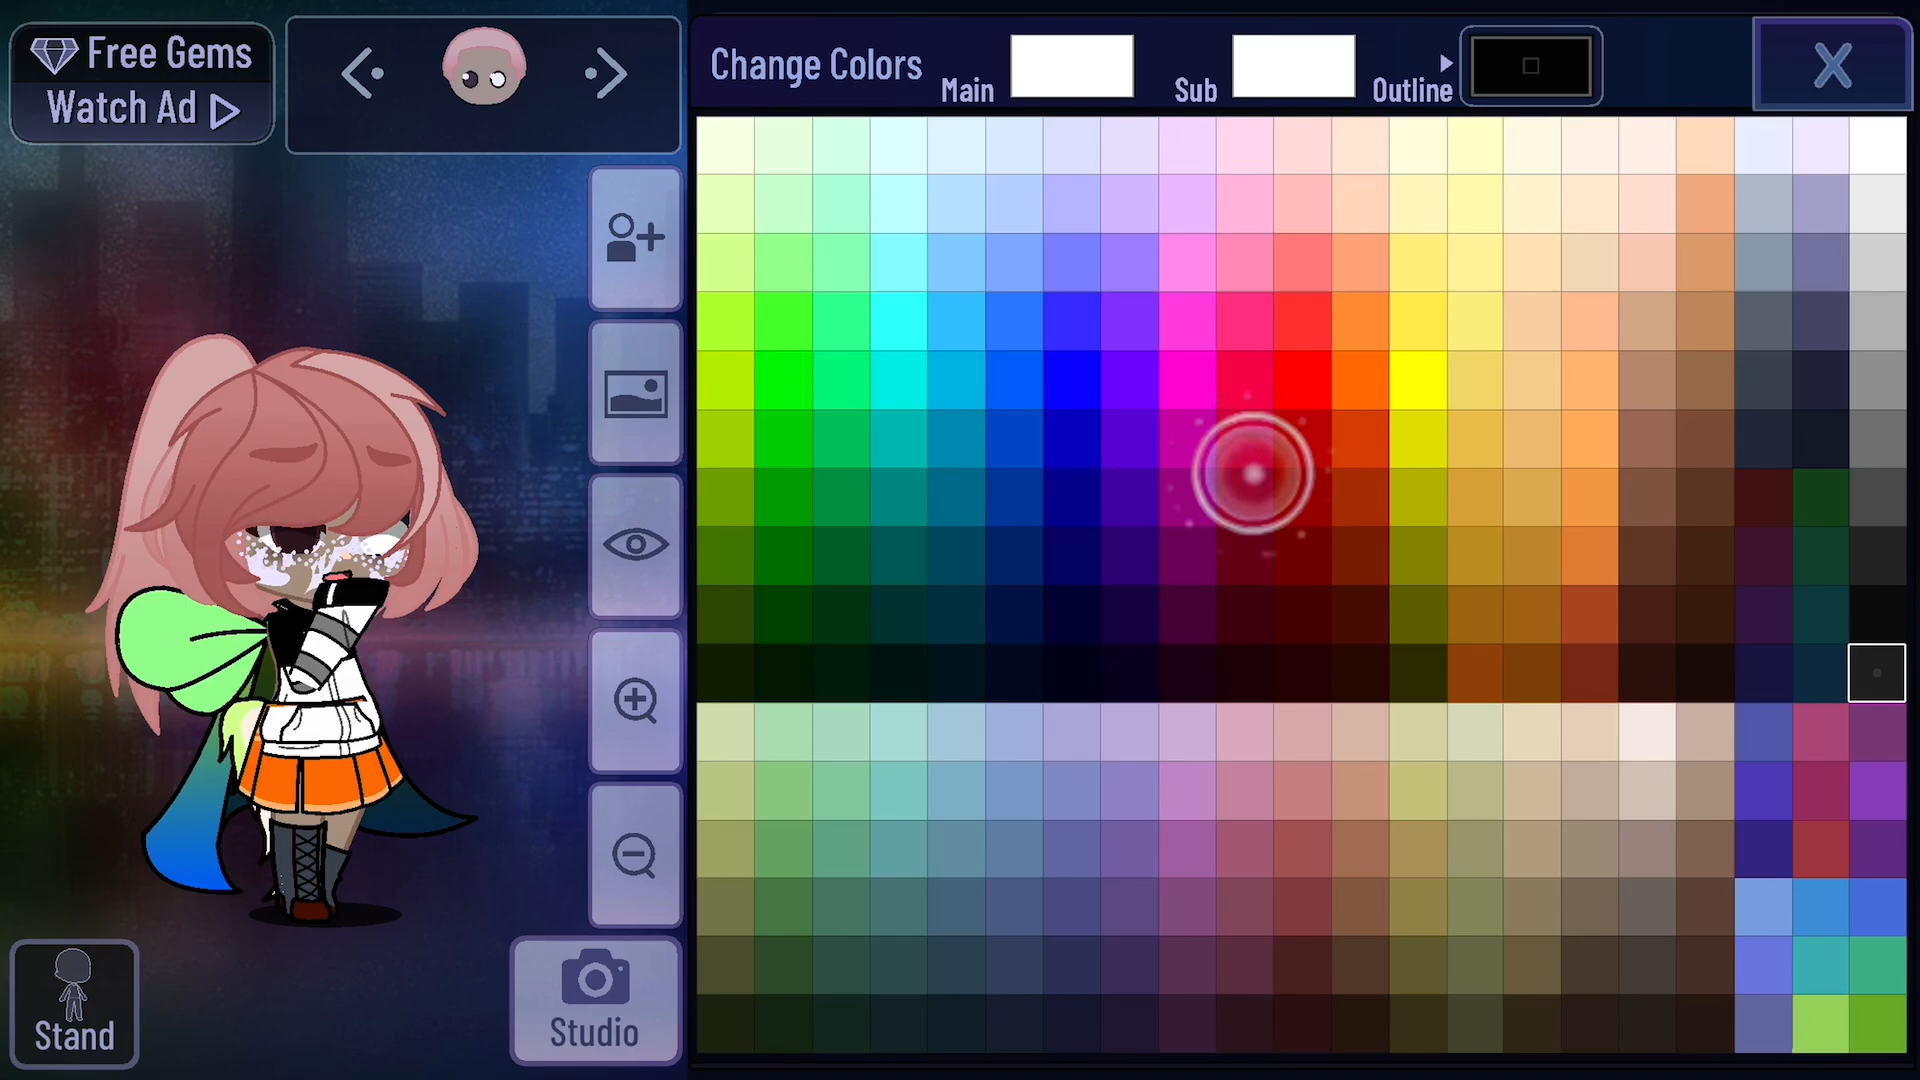 Free Gems
Watch Ad
Change Colors
Main
Sub
Outline
X
Stand
Studio